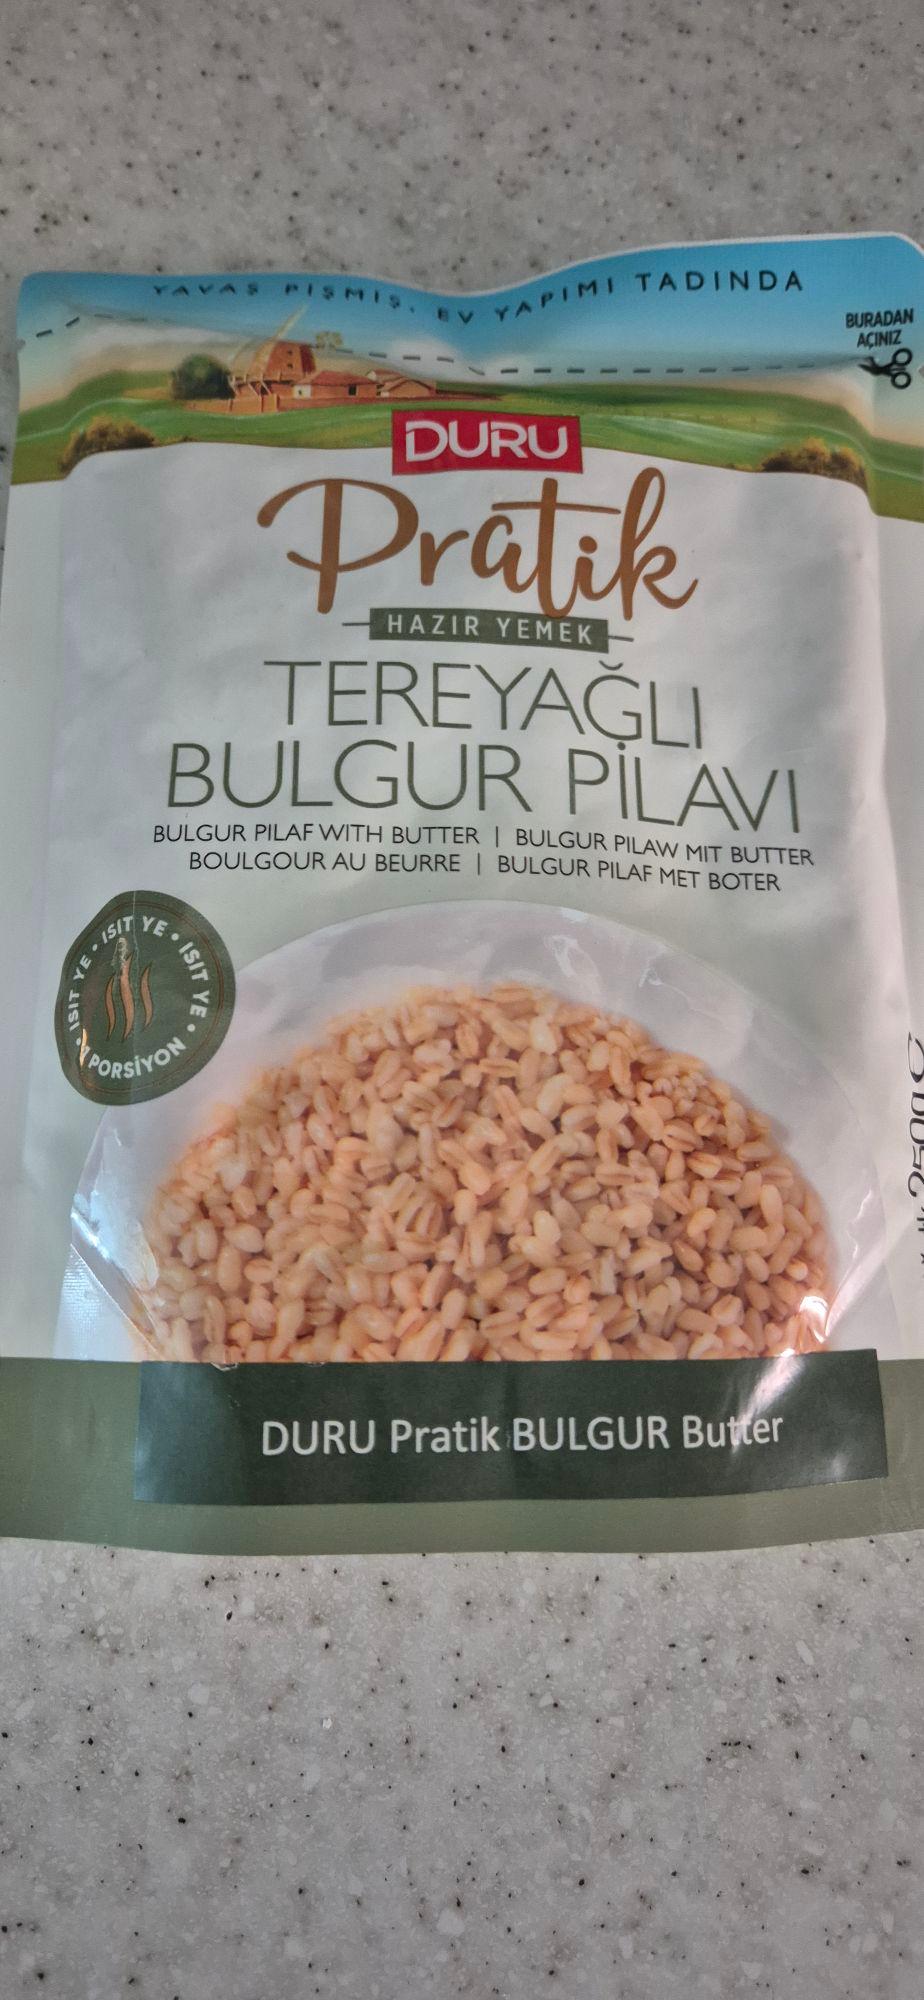 YAVAŞ PİŞMİŞ, EV YAPIMI TADINDA
BURADAN
AÇINIZ
DURU
Pratik
HAZIR YEMEK
TEREYAĞLI
BULGUR PİLAVI
BULGUR PILAF WITH BUTTER | BULGUR PILAW MIT BUTTER
BOULGOUR AU BEURRE | BULGUR PILAF MET BOTER
ISIT YE • ISIT YE • ISIT YE •
1 PORSİYON
250g
DURU Pratik BULGUR Butter